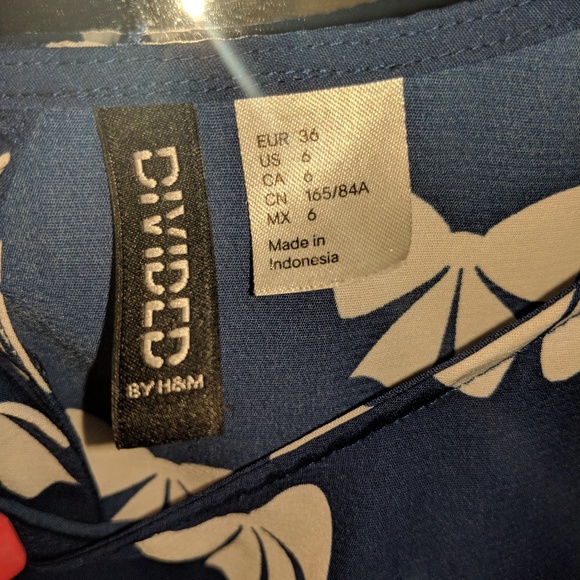 DIVIDED
BY H&M
EUR 36
US 6
CA 6
CN 165/84A
MX 6
Made in
Indonesia